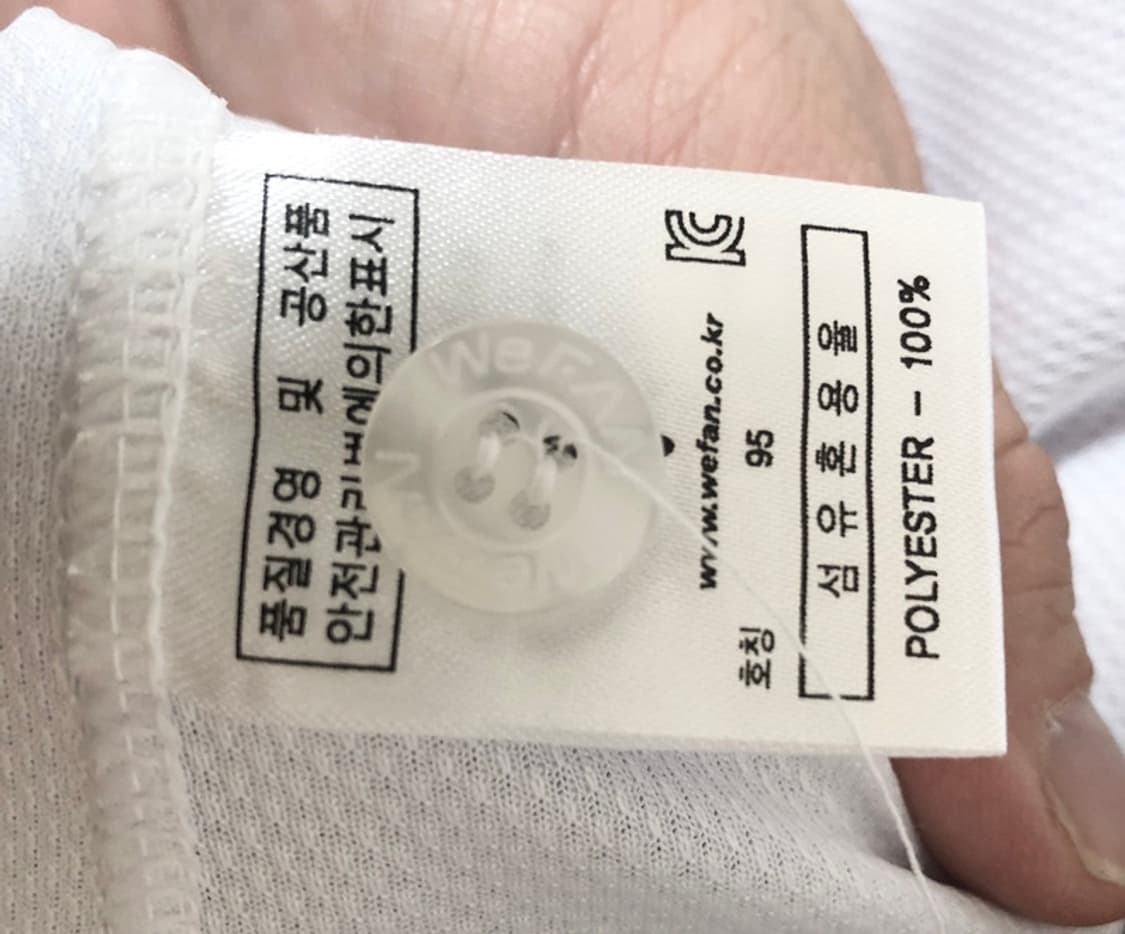 품질경영 및 공산품
안전관리법에의한표시
WeFAN
www.wefan.co.kr
호칭 95
섬유혼용율
POLYESTER - 100%